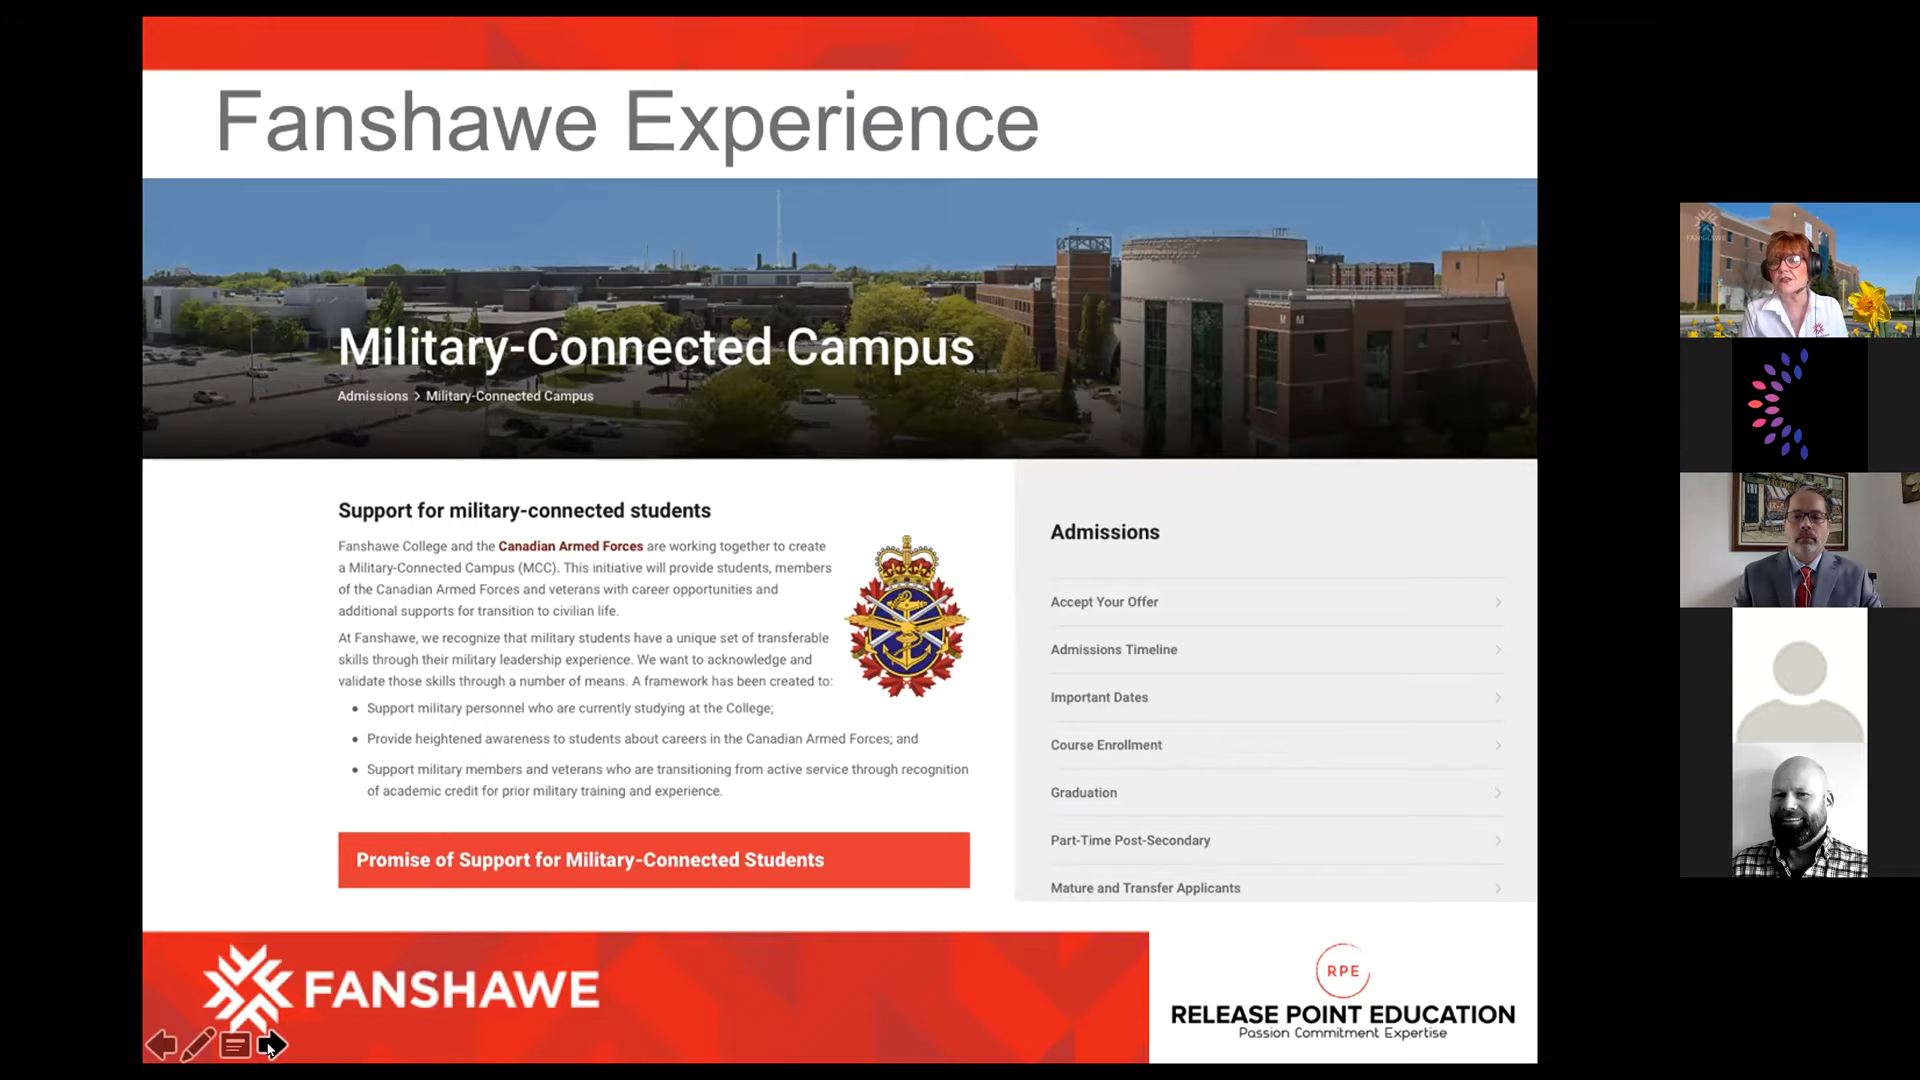 Fanshawe Experience
Military-Connected Campus
Admissions > Military-Connected Campus
M M
Support for military-connected students
Fanshawe College and the Canadian Armed Forces are working together to create
a Military-Connected Campus (MCC). This initiative will provide students, members
of the Canadian Armed Forces and veterans with career opportunities and
additional supports for transition to civilian life.
At Fanshawe, we recognize that military students have a unique set of transferable
skills through their military leadership experience. We want to acknowledge and
validate those skills through a number of means. A framework has been created to:
• Support military personnel who are currently studying at the College;
• Provide heightened awareness to students about careers in the Canadian Armed Forces; and
• Support military members and veterans who are transitioning from active service through recognition
of academic credit for prior military training and experience.
Promise of Support for Military-Connected Students
Admissions
Accept Your Offer
Admissions Timeline
Important Dates
Course Enrollment
Graduation
Part-Time Post-Secondary
Mature and Transfer Applicants
FANSHAWE
RPE
RELEASE POINT EDUCATION
Passion Commitment Expertise
FANSHAWE